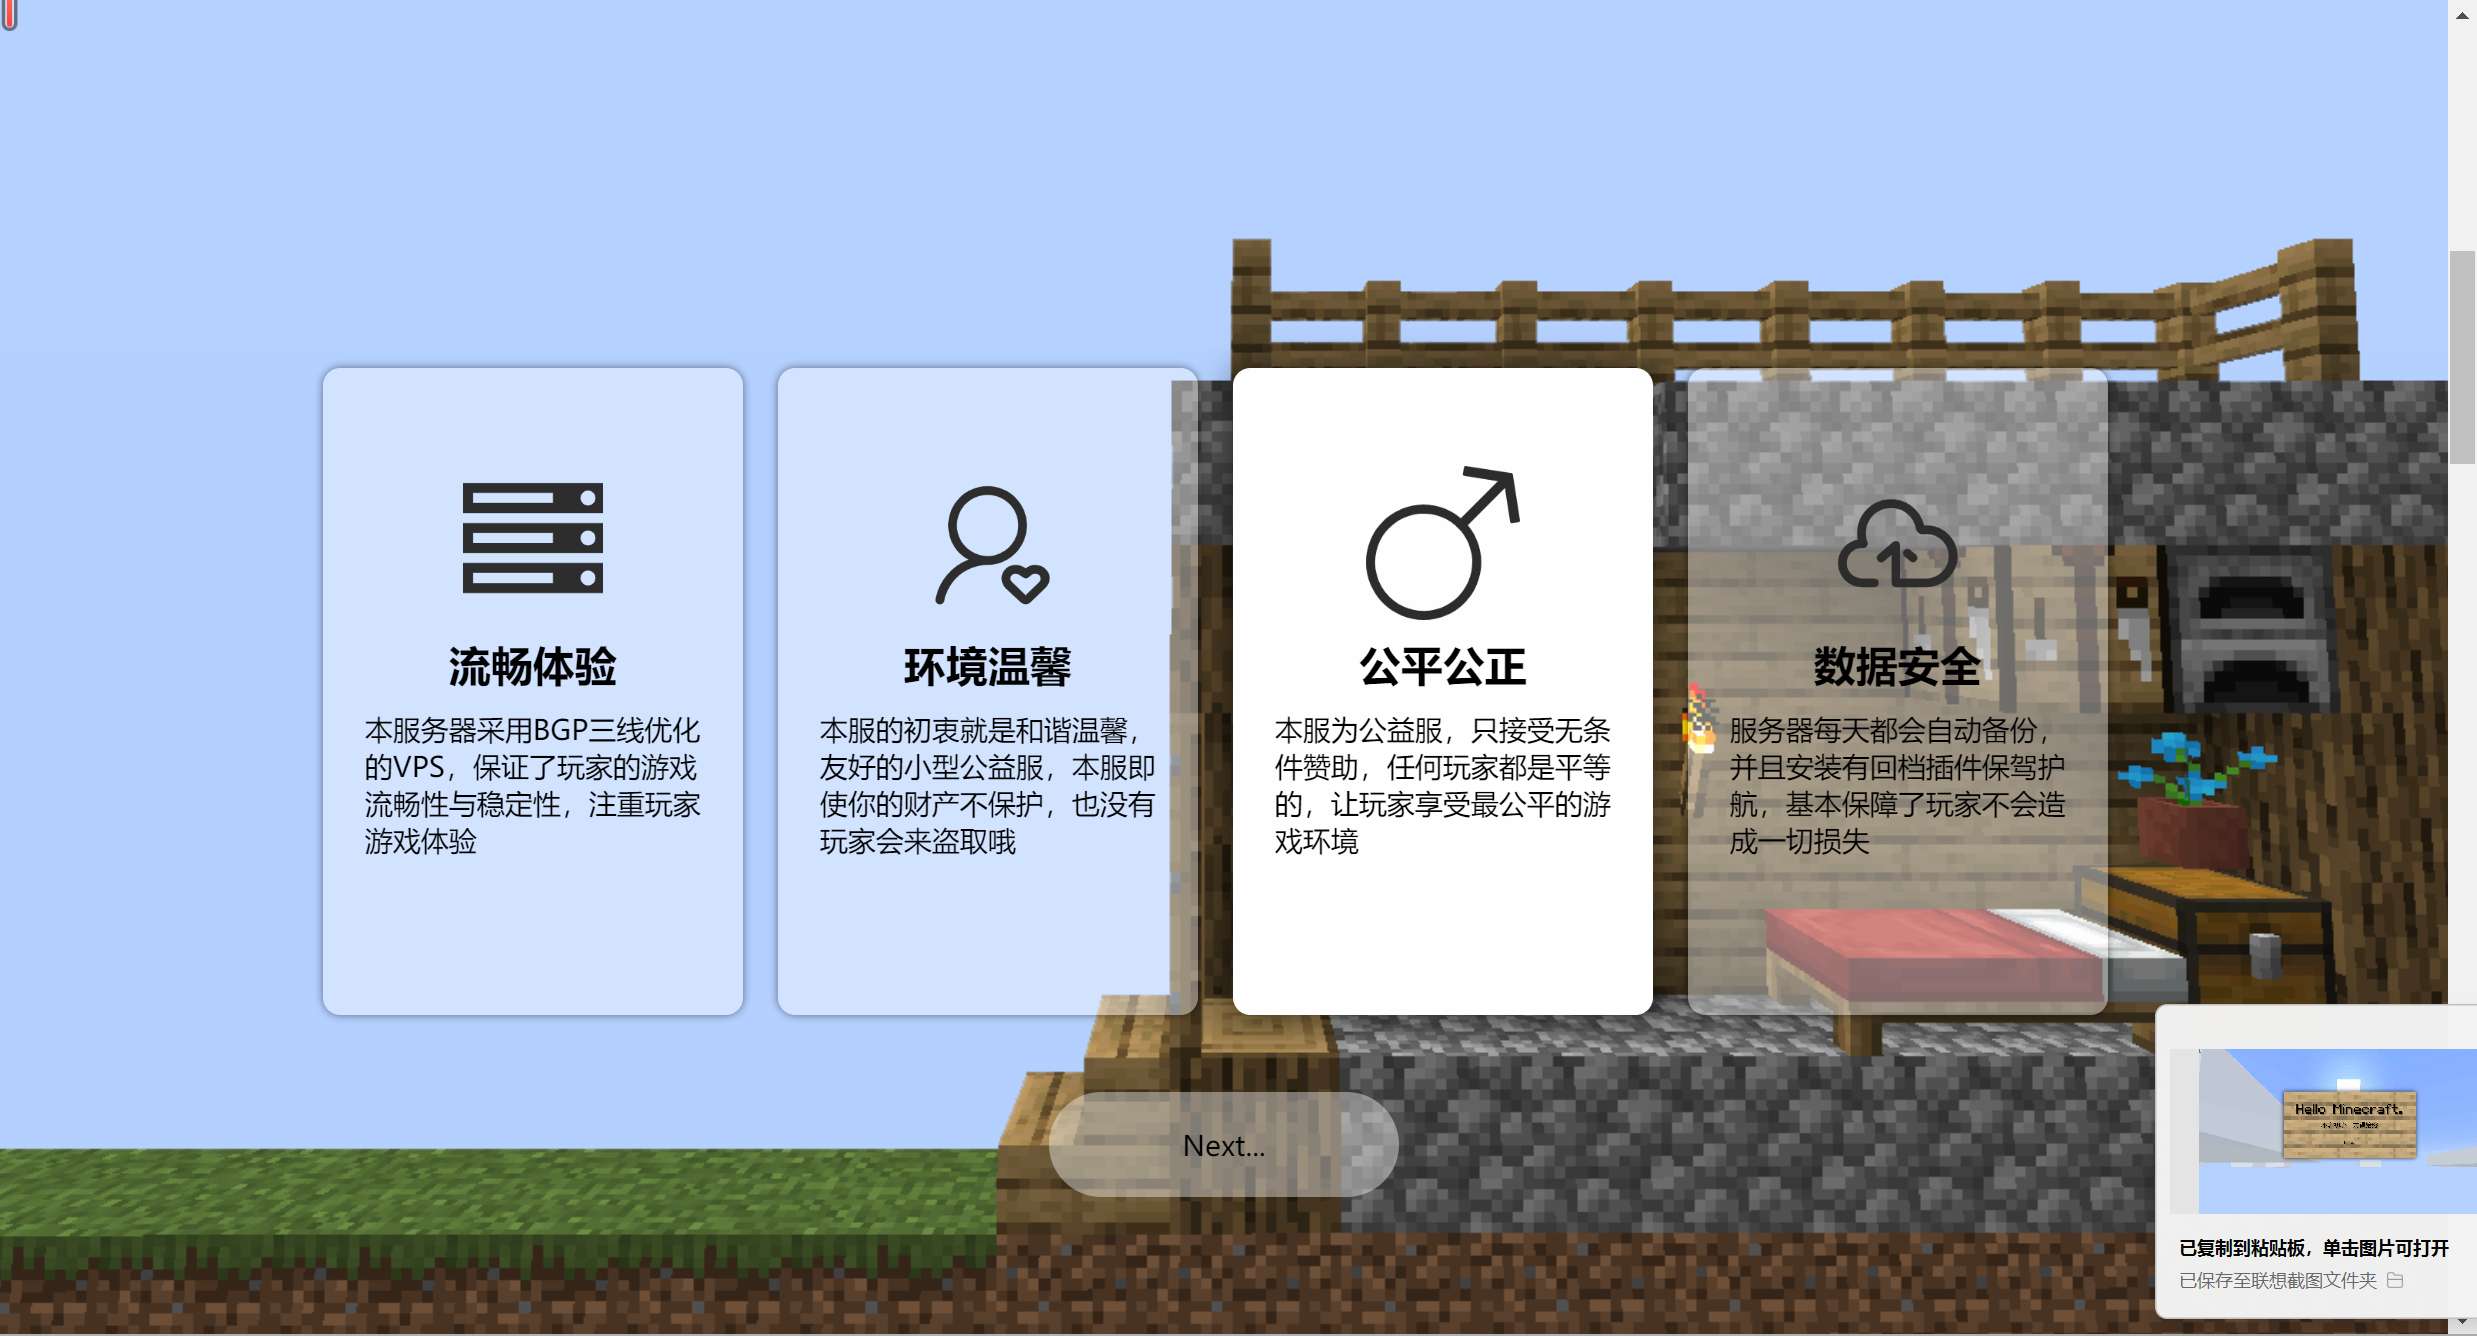 流畅体验
本服务器采用BGP三线优化
的VPS，保证了玩家的游戏
流畅性与稳定性，注重玩家
游戏体验
环境温馨
本服的初衷就是和谐温馨，
友好的小型公益服，本服即
使你的财产不保护，也没有
玩家会来盗取哦
公平公正
本服为公益服，只接受无条
件赞助，任何玩家都是平等
的，让玩家享受最公平的游
戏环境
数据安全
服务器每天都会自动备份，
并且安装有回档插件保驾护
航，基本保障了玩家不会造
成一切损失
Next...
Hello Minecraft.
已复制到粘贴板，单击图片可打开
已保存至联想截图文件夹